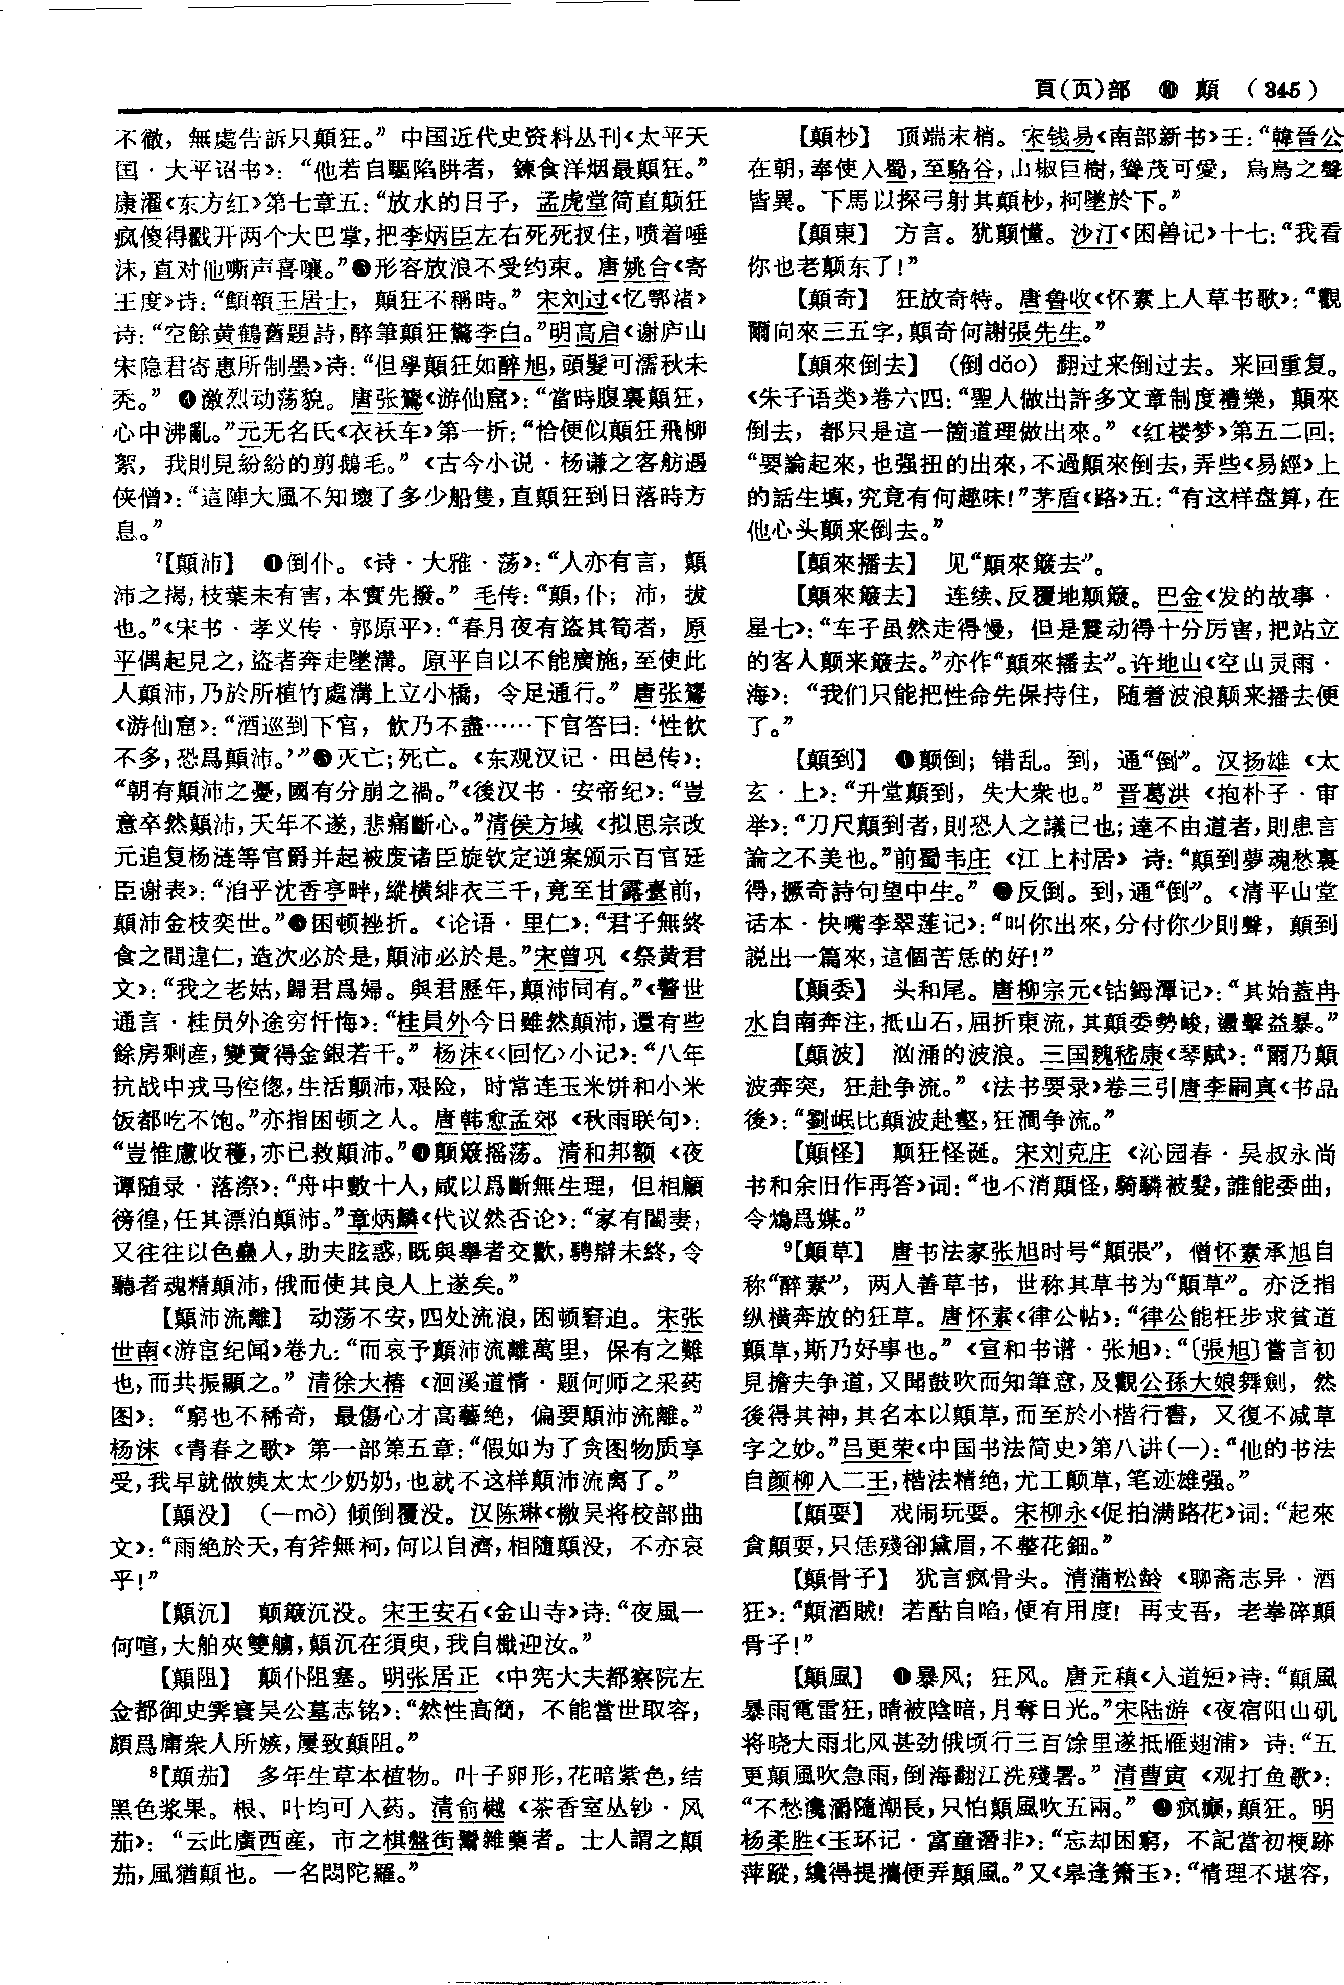 頁(页)部　⑩　顛　(345)
不徹，無處告訴只顛狂。”中国近代史资料丛刊《太平天
国·太平诏书》：“他若自驅陷阱者，鍊食洋烟最顛狂。”
康濯《东方红》第七章五：“放水的日子，孟虎堂简直颠狂
疯傻得戳开两个大巴掌，把李炳臣左右死死扠住，喷着唾
沫，直对他嘶声喜嚷。”❸形容放浪不受约束。唐姚合《寄
王度》诗：“顦顇王居士，顛狂不稱時。”宋刘过《忆鄂渚》
诗：“空餘黄鶴舊題詩，醉筆顛狂驚李白。”明高启《谢庐山
宋隐君寄惠所制墨》诗：“但學顛狂如醉旭，頭髮可濡秋未
秃。”❹激烈动荡貌。唐张鷟《游仙窟》：“當時腹裏顛狂，
心中沸亂。”元无名氏《衣袄车》第一折：“恰便似顛狂飛柳
絮，我則見紛紛的剪鵝毛。”《古今小说·杨谦之客舫遇
侠僧》：“這陣大風不知壞了多少船隻，直顛狂到日落時方
息。”
⁷【顛沛】　❶倒仆。《诗·大雅·荡》：“人亦有言，顛
沛之揭，枝葉未有害，本實先撥。”毛传：“顛，仆；沛，拔
也。”《宋书·孝义传·郭原平》：“春月夜有盗其筍者，原
平偶起見之，盗者奔走墜溝。原平自以不能廣施，至使此
人顛沛，乃於所植竹處溝上立小橋，令足通行。”唐张鷟
《游仙窟》：“酒巡到下官，飲乃不盡……下官答曰：‘性飲
不多，恐爲顛沛。’”❷灭亡；死亡。《东观汉记·田邑传》：
“朝有顛沛之憂，國有分崩之禍。”《後汉书·安帝纪》：“豈
意卒然顛沛，天年不遂，悲痛斷心。”清侯方域《拟思宗改
元追复杨涟等官爵并起被废诸臣旋钦定逆案颁示百官廷
臣谢表》：“洎乎沈香亭畔，縱横緋衣三千，竟至甘露臺前，
顛沛金枝奕世。”❸困顿挫折。《论语·里仁》：“君子無終
食之間違仁，造次必於是，顛沛必於是。”宋曾巩《祭黄君
文》：“我之老姑，歸君爲婦。與君歷年，顛沛同有。”《警世
通言·桂员外途穷忏悔》：“桂員外今日雖然顛沛，還有些
餘房剩産，變賣得金銀若干。”杨沫《〈回忆〉小记》：“八年
抗战中戎马倥偬，生活颠沛，艰险，时常连玉米饼和小米
饭都吃不饱。”亦指困顿之人。唐韩愈孟郊《秋雨联句》：
“豈惟慮收穫，亦已救顛沛。”❹颠簸摇荡。清和邦额《夜
谭随录·落漈》：“舟中數十人，咸以爲斷無生理，但相顧
徬徨，任其漂泊顛沛。”章炳麟《代议然否论》：“家有閻妻，
又往往以色蠱人，助夫眩惑，既與舉者交歡，騁辯未終，令
聽者魂精顛沛，俄而使其良人上遂矣。”
【顛沛流離】　动荡不安，四处流浪，困顿窘迫。宋张
世南《游宦纪闻》卷九：“而哀予顛沛流離萬里，保有之難
也，而共振顯之。”清徐大椿《洄溪道情·题何师之采药
图》：“窮也不稀奇，最傷心才高藝絶，偏要顛沛流離。”
杨沫《青春之歌》第一部第五章：“假如为了贪图物质享
受，我早就做姨太太少奶奶，也就不这样颠沛流离了。”
【顛没】　(一mò)倾倒覆没。汉陈琳《檄吴将校部曲
文》：“雨絶於天，有斧無柯，何以自濟，相隨顛没，不亦哀
乎！”
【顛沉】　颠簸沉没。宋王安石《金山寺》诗：“夜風一
何喧，大舶夾雙艣，顛沉在須臾，我自檝迎汝。”
【顛阻】　颠仆阻塞。明张居正《中宪大夫都察院左
佥都御史霁寰吴公墓志铭》：“然性高簡，不能當世取容，
頗爲庸衆人所嫉，屢致顛阻。”
⁸【顛茄】　多年生草本植物。叶子卵形，花暗紫色，结
黑色浆果。根、叶均可入药。清俞樾《茶香室丛钞·风
茄》：“云此廣西産，市之棋盤街鬻雜藥者。士人謂之顛
茄，風猶顛也。一名悶陀羅。”
【顛杪】　顶端末梢。宋钱易《南部新书》壬：“韓晉公
在朝，奉使入蜀，至駱谷，山椒巨樹，聳茂可愛，烏鳥之聲
皆異。下馬以探弓射其顛杪，柯墜於下。”
【顛東】　方言。犹颠懂。沙汀《困兽记》十七：“我看
你也老颠东了！”
【顛奇】　狂放奇特。唐鲁收《怀素上人草书歌》：“觀
爾向來三五字，顛奇何謝張先生。”
【顛來倒去】　(倒dǎo)翻过来倒过去。来回重复。
《朱子语类》卷六四：“聖人做出許多文章制度禮樂，顛來
倒去，都只是這一箇道理做出來。”《红楼梦》第五二回：
“要論起來，也强扭的出來，不過顛來倒去，弄些《易經》上
的話生填，究竟有何趣味！”茅盾《路》五：“有这样盘算，在
他心头颠来倒去。”
【顛來播去】　见“顛來簸去”。
【顛來簸去】　连续、反覆地颠簸。巴金《发的故事·
星七》：“车子虽然走得慢，但是震动得十分厉害，把站立
的客人颠来簸去。”亦作“顛來播去”。许地山《空山灵雨·
海》：“我们只能把性命先保持住，随着波浪颠来播去便
了。”
【顛到】　❶颠倒；错乱。到，通“倒”。汉扬雄《太
玄·上》：“升堂顛到，失大衆也。”晋葛洪《抱朴子·审
举》：“刀尺顛到者，則恐人之議己也；達不由道者，則患言
論之不美也。”前蜀韦庄《江上村居》诗：“顛到夢魂愁裏
得，撅奇詩句望中生。”❷反倒。到，通“倒”。《清平山堂
话本·快嘴李翠莲记》：“叫你出來，分付你少則聲，顛到
説出一篇來，這個苦恁的好！”
【顛委】　头和尾。唐柳宗元《钴鉧潭记》：“其始蓋冉
水自南奔注，抵山石，屈折東流，其顛委勢峻，盪擊益暴。”
【顛波】　汹涌的波浪。三国魏嵇康《琴赋》：“爾乃顛
波奔突，狂赴争流。”《法书要录》卷三引唐李嗣真《书品
後》：“劉岷比顛波赴壑，狂澗争流。”
【顛怪】　颠狂怪诞。宋刘克庄《沁园春·吴叔永尚
书和余旧作再答》词：“也不消顛怪，騎驎被髮，誰能委曲，
令鴆爲媒。”
⁹【顛草】　唐书法家张旭时号“顛張”，僧怀素承旭自
称“醉素”，两人善草书，世称其草书为“顛草”。亦泛指
纵横奔放的狂草。唐怀素《律公帖》：“律公能枉步求貧道
顛草，斯乃好事也。”《宣和书谱·张旭》：“〔張旭〕嘗言初
見擔夫争道，又聞鼓吹而知筆意，及觀公孫大娘舞劍，然
後得其神，其名本以顛草，而至於小楷行書，又復不减草
字之妙。”吕更荣《中国书法简史》第八讲(一)：“他的书法
自颜柳入二王，楷法精绝，尤工颠草，笔迹雄强。”
【顛耍】　戏闹玩耍。宋柳永《促拍满路花》词：“起來
貪顛耍，只恁殘卻黛眉，不整花鈿。”
【顛骨子】　犹言疯骨头。清蒲松龄《聊斋志异·酒
狂》：“顛酒賊！若酤自啗，便有用度！再支吾，老拳碎顛
骨子！”
【顛風】　❶暴风；狂风。唐元稹《人道短》诗：“顛風
暴雨電雷狂，晴被陰暗，月奪日光。”宋陆游《夜宿阳山矶
将晓大雨北风甚劲俄顷行三百馀里遂抵雁翅浦》诗：“五
更顛風吹急雨，倒海翻江洗殘暑。”清曹寅《观打鱼歌》：
“不愁瀺灂隨潮長，只怕顛風吹五兩。”❷疯癫，颠狂。明
杨柔胜《玉环记·富童潜非》：“忘却困窮，不記當初梗跡
萍蹤，纔得提攜便弄顛風。”又《皋逢箫玉》：“情理不堪容，